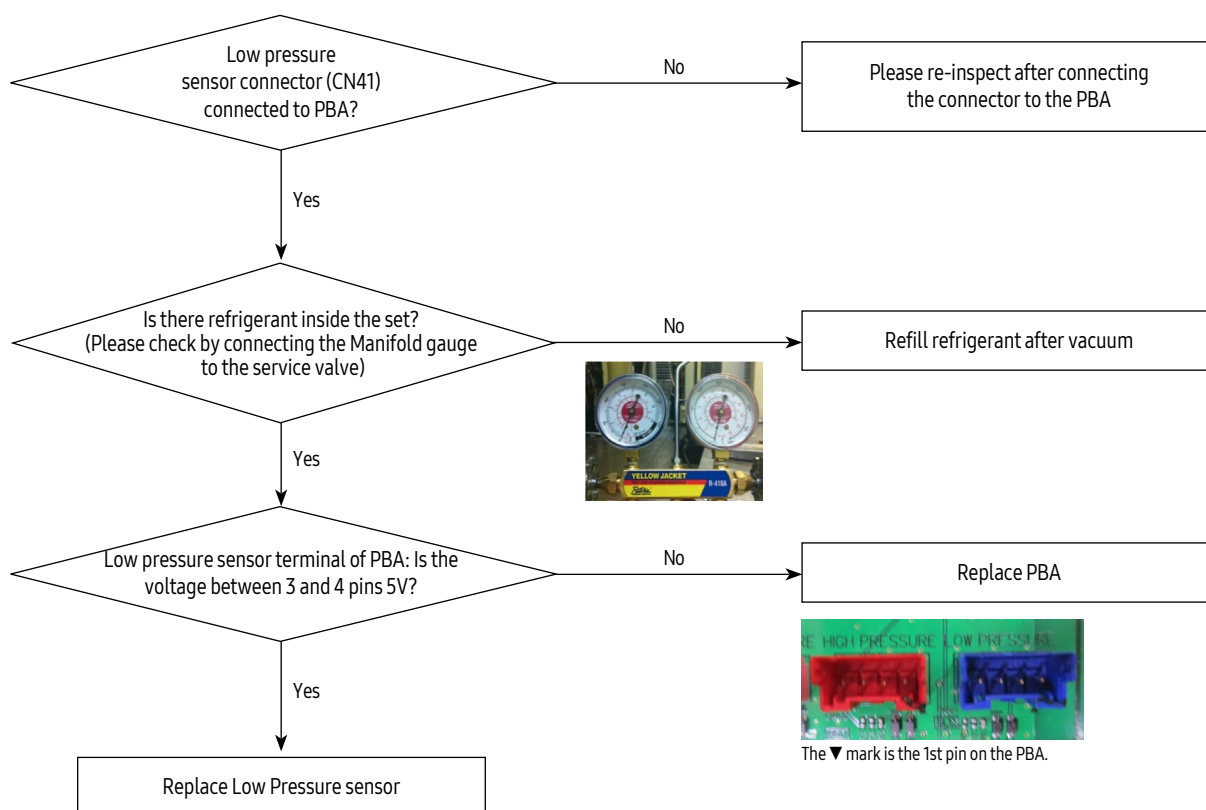 Low pressure
sensor connector (CN41)
connected to PBA?
No
Please re-inspect after connecting
the connector to the PBA
Yes
Is there refrigerant inside the set?
(Please check by connecting the Manifold gauge
to the service valve)
No
Refill refrigerant after vacuum
YELLOW JACKET
R-410A
Yes
Low pressure sensor terminal of PBA: Is the
voltage between 3 and 4 pins 5V?
No
Replace PBA
RE HIGH PRESSURE LOW PRESSURE
The ▼ mark is the 1st pin on the PBA.
Yes
Replace Low Pressure sensor